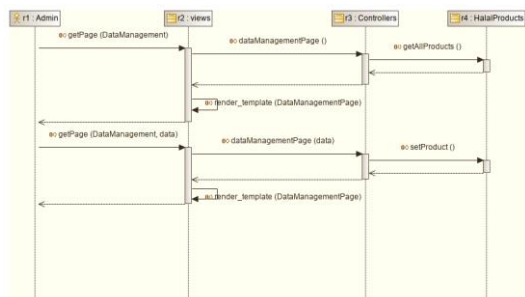 r1 : Admin
r2 : views
r3 : Controllers
r4 : HalalProducts
getPage (DataManagement)
dataManagementPage ()
getAllProducts ()
render_template (DataManagementPage)
getPage (DataManagement, data)
dataManagementPage (data)
setProduct ()
render_template (DataManagementPage)